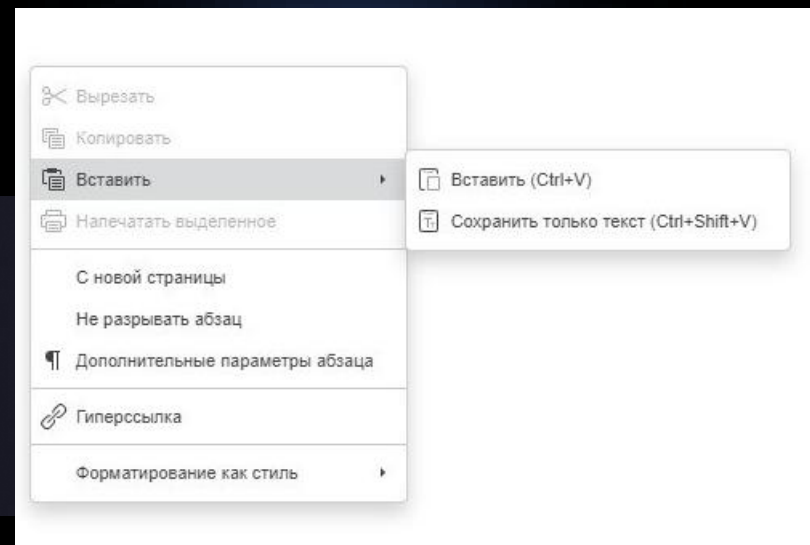 Вырезать
Копировать
Вставить
Вставить (Ctrl+V)
Напечатать выделенное
Сохранить только текст (Ctrl+Shift+V)
С новой страницы
Не разрывать абзац
Дополнительные параметры абзаца
Гиперссылка
Форматирование как стиль